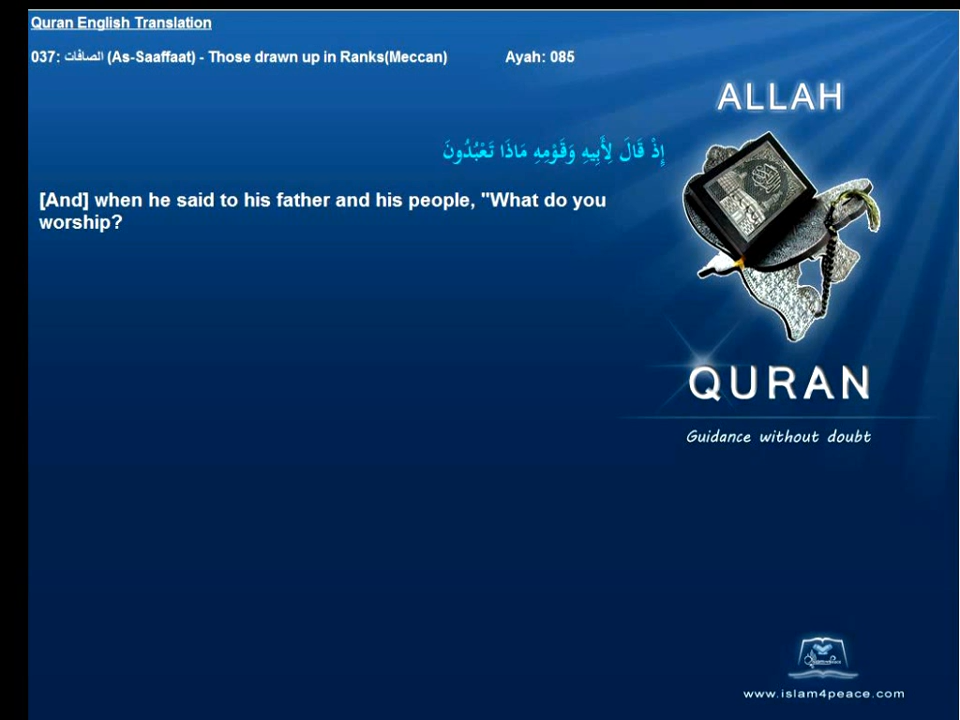 Quran English Translation
037: الصافات (As-Saaffaat) - Those drawn up in Ranks(Meccan) Ayah: 085
ALLAH
إِذْ قَالَ لِأَبِيهِ وَقَوْمِهِ مَاذَا تَعْبُدُونَ
[And] when he said to his father and his people, "What do you
worship?
QURAN
Guidance without doubt
www.islam4peace.com